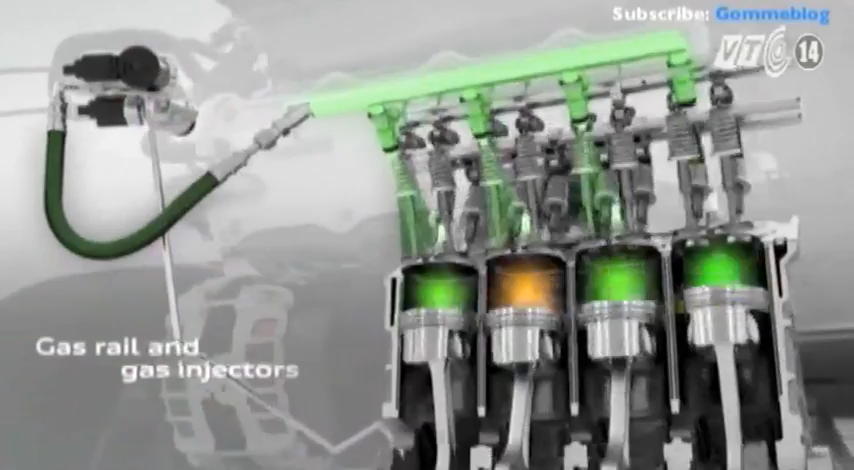 Subscribe: Gommeblog
VTC 14
Gas rail and
gas injectors